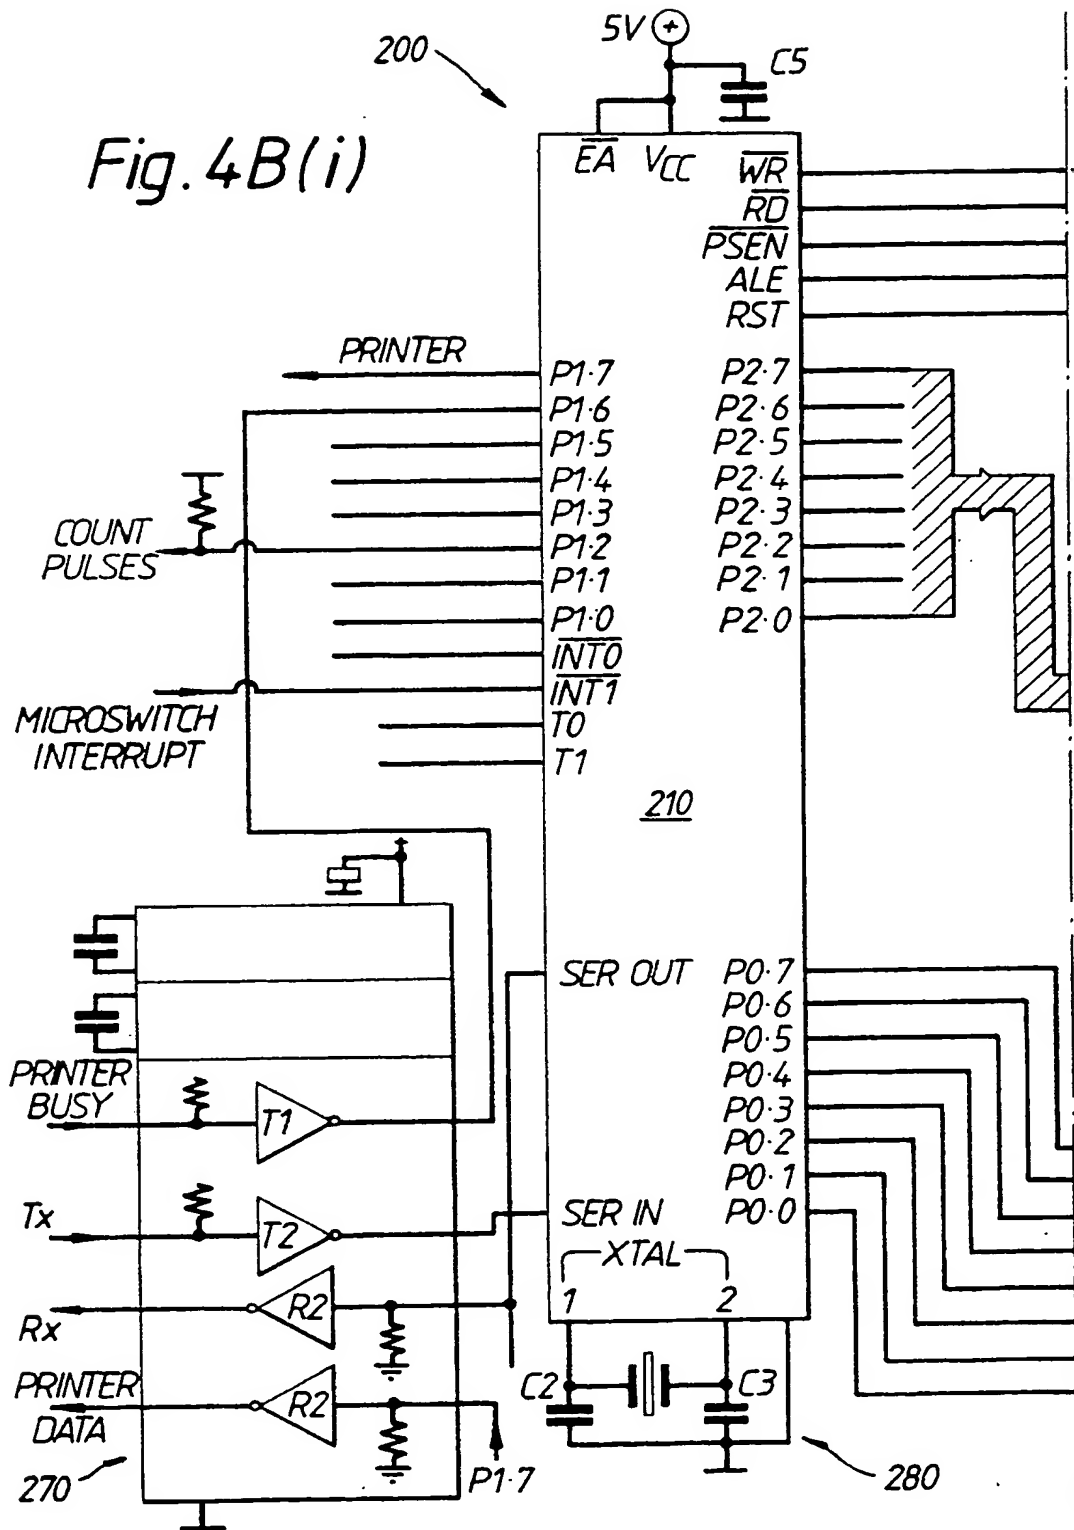 5V
200
C5
Fig. 4B(i)
EA VCC WR
RD
PSEN
ALE
RST
PRINTER
P1·7 P2·7
P1·6 P2·6
P1·5 P2·5
P1·4 P2·4
P1·3 P2·3
COUNT
PULSES
P1·2 P2·2
P1·1 P2·1
P1·0 P2·0
INT0
INT1
MICROSWITCH
INTERRUPT
T0
T1
210
SER OUT P0·7
P0·6
P0·5
P0·4
P0·3
P0·2
P0·1
P0·0
PRINTER
BUSY
T1
Tx
T2
SER IN
XTAL
1 2
Rx
R2
PRINTER
DATA
R2
C2 C3
P1·7
270
280